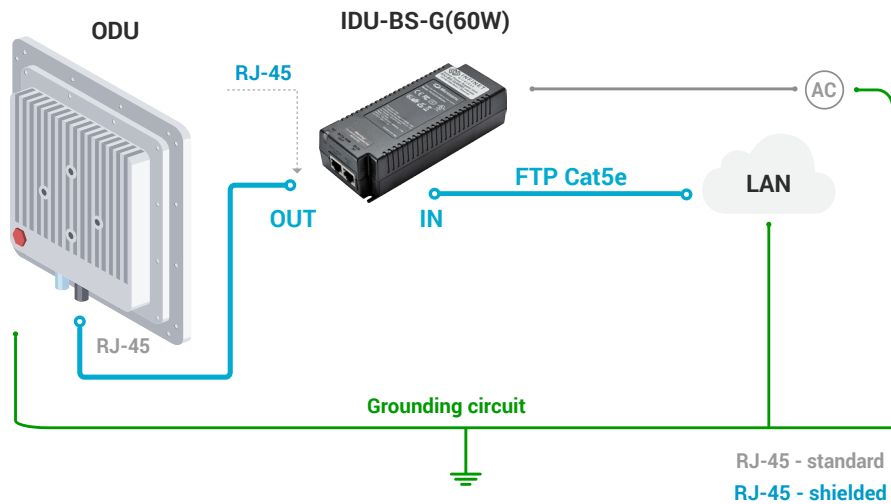 ODU
IDU-BS-G(60W)
RJ-45
AC
FTP Cat5e
LAN
OUT
IN
RJ-45
Grounding circuit
RJ-45 - standard
RJ-45 - shielded